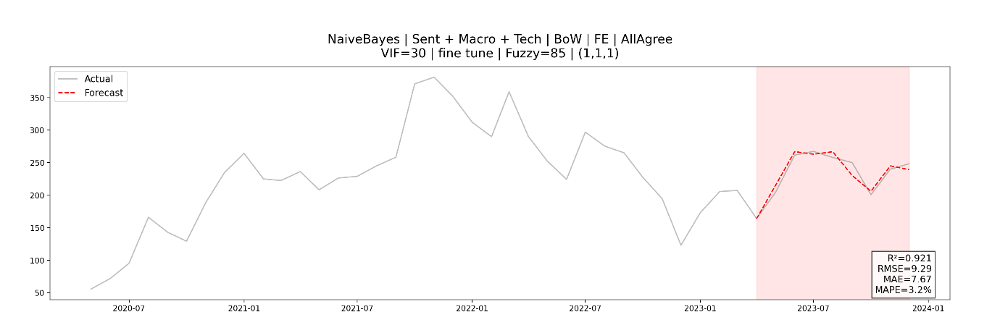 NaiveBayes | Sent + Macro + Tech | BoW | FE | AllAgree
VIF=30 | fine tune | Fuzzy=85 | (1,1,1)
Actual
Forecast
350
300
250
200
150
100
50
R²=0.921
RMSE=9.29
MAE=7.67
MAPE=3.2%
2020-07
2021-01
2021-07
2022-01
2022-07
2023-01
2023-07
2024-01